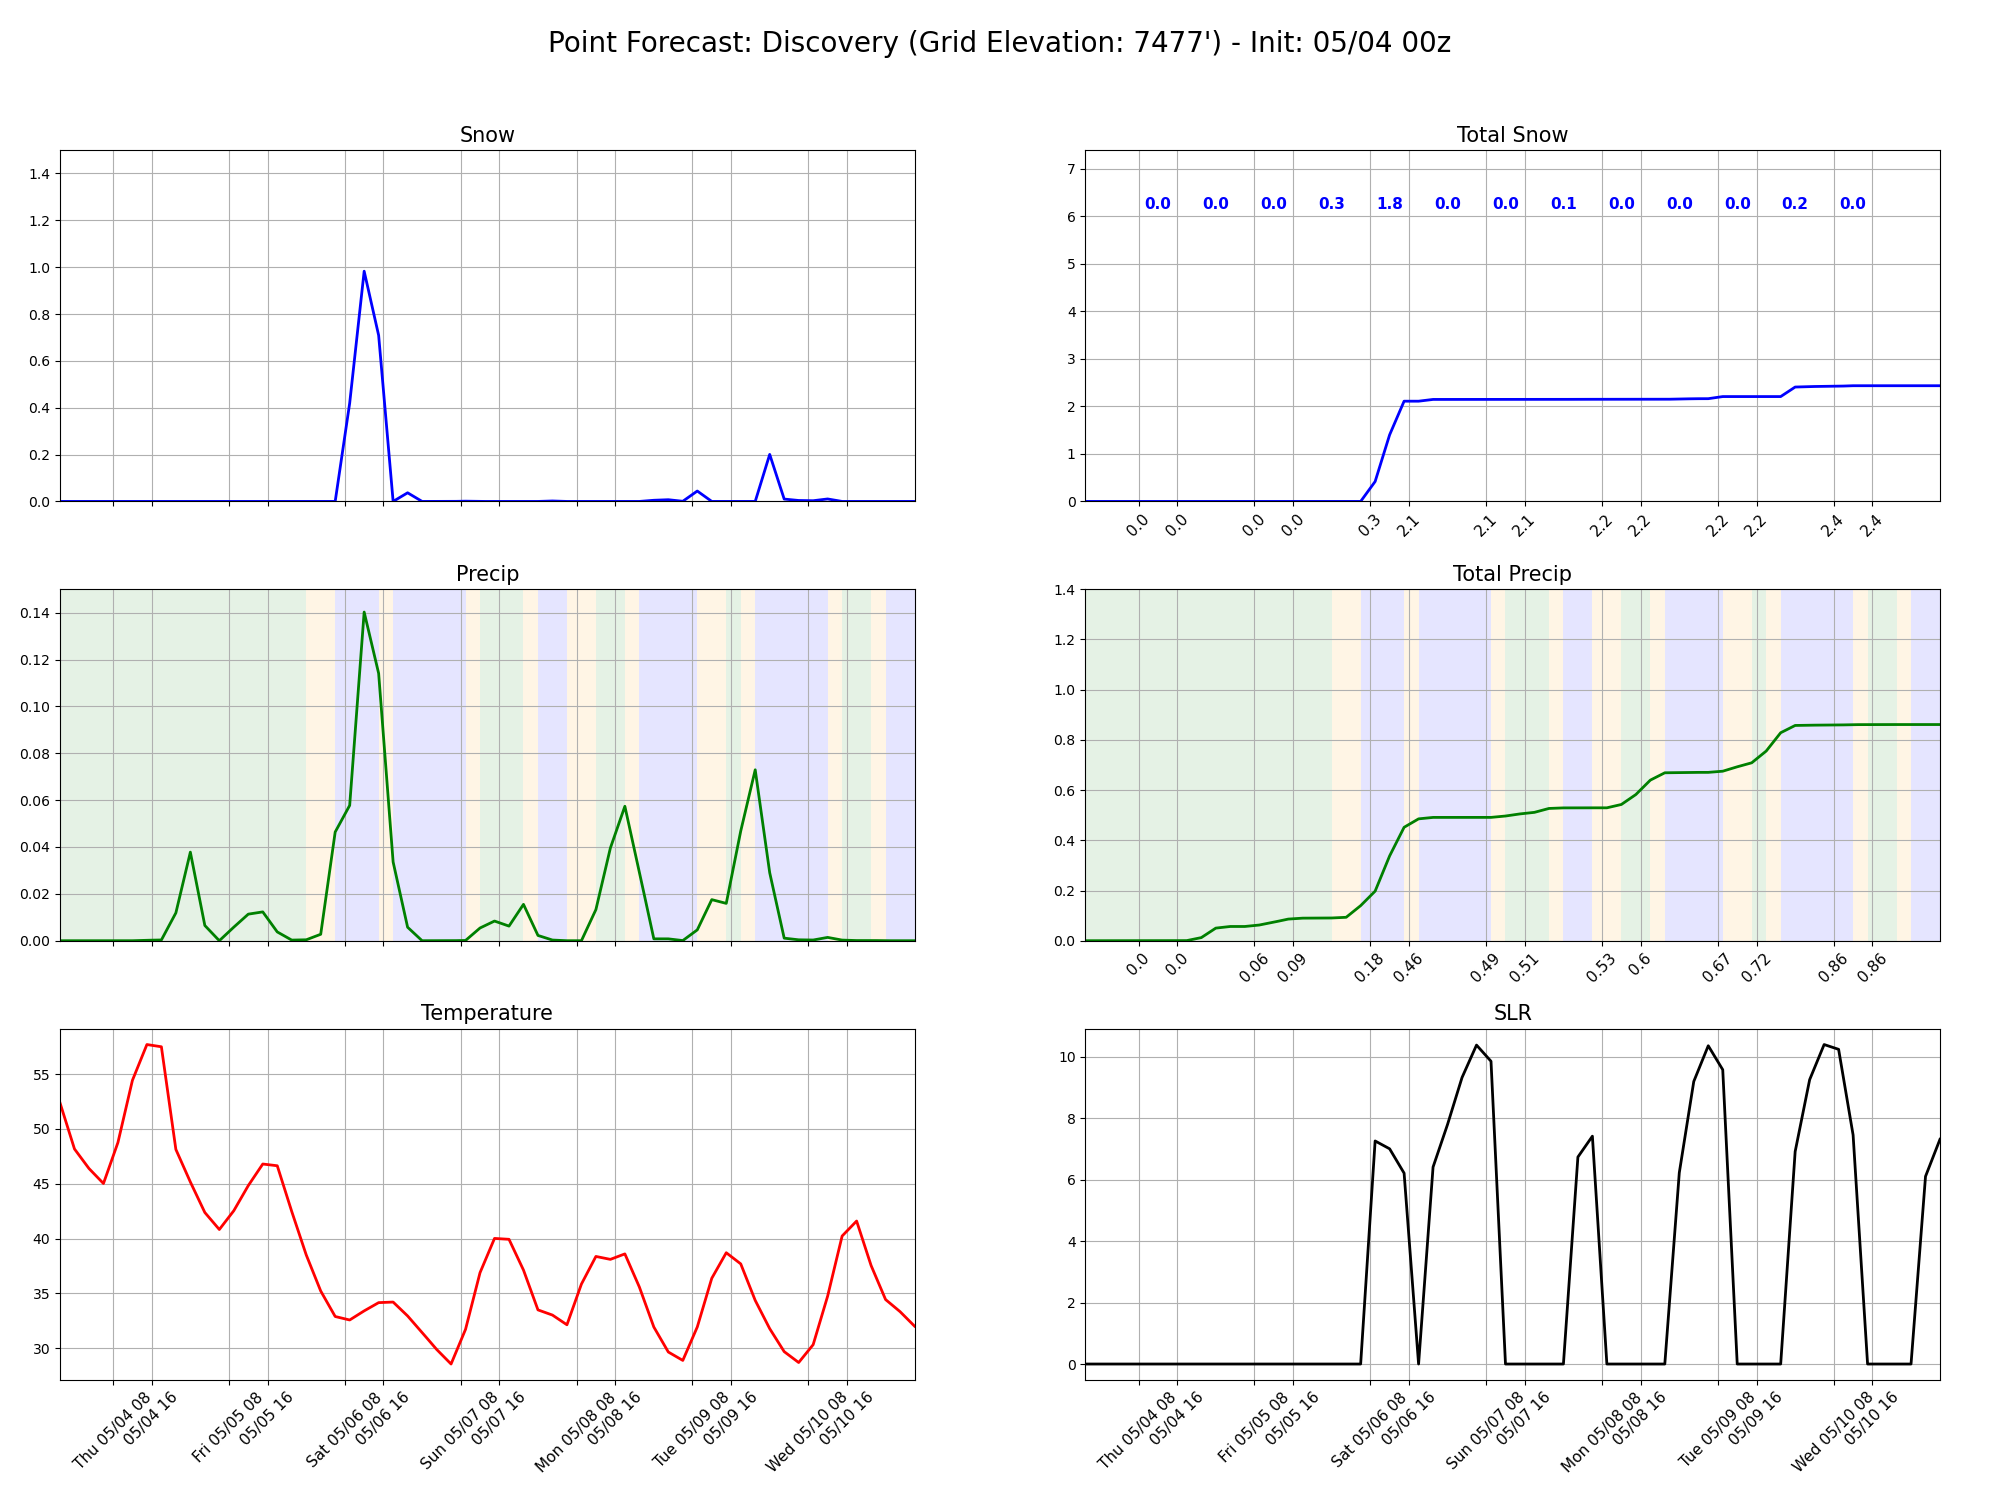 Point Forecast: Discovery (Grid Elevation: 7477') - Init: 05/04 00z
Snow
1.4
1.2
1.0
0.8
0.6
0.4
0.2
0.0
Total Snow
7
6
5
4
3
2
1
0
0.0 0.0 0.0 0.3 1.8 0.0 0.0 0.1 0.0 0.0 0.0 0.2 0.0
0.0 0.0 0.0 0.0 0.3 2.1 2.1 2.1 2.2 2.2 2.2 2.2 2.4 2.4
Precip
0.14
0.12
0.10
0.08
0.06
0.04
0.02
0.00
Total Precip
1.4
1.2
1.0
0.8
0.6
0.4
0.2
0.0
0.0 0.0 0.06 0.09 0.18 0.46 0.49 0.51 0.53 0.6 0.67 0.72 0.86 0.86
Temperature
55
50
45
40
35
30
Thu 05/04 08
05/04 16
Fri 05/05 08
05/05 16
Sat 05/06 08
05/06 16
Sun 05/07 08
05/07 16
Mon 05/08 08
05/08 16
Tue 05/09 08
05/09 16
Wed 05/10 08
05/10 16
SLR
10
8
6
4
2
0
Thu 05/04 08
05/04 16
Fri 05/05 08
05/05 16
Sat 05/06 08
05/06 16
Sun 05/07 08
05/07 16
Mon 05/08 08
05/08 16
Tue 05/09 08
05/09 16
Wed 05/10 08
05/10 16